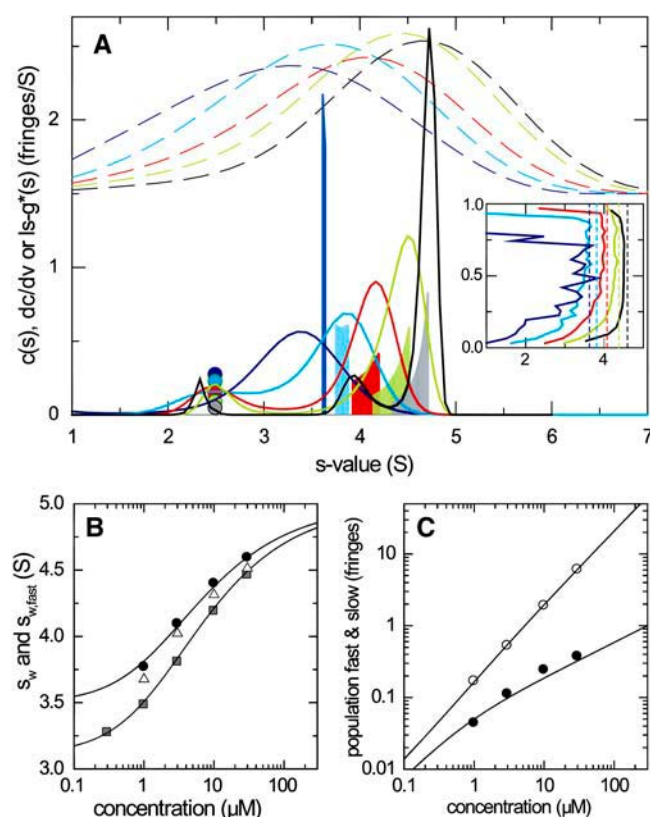 A
c(s), dc/dv or ls-g*(s) (fringes/S)
2
1
0
1.0
0.5
0.0
2 4
1 2 3 4 5 6 7
s-value (S)
B
s_w and s_w,fast (S)
5.0
4.5
4.0
3.5
3.0
0.1 1 10 100
concentration (µM)
C
population fast & slow (fringes)
10
1
0.1
0.01
0.1 1 10 100
concentration (µM)